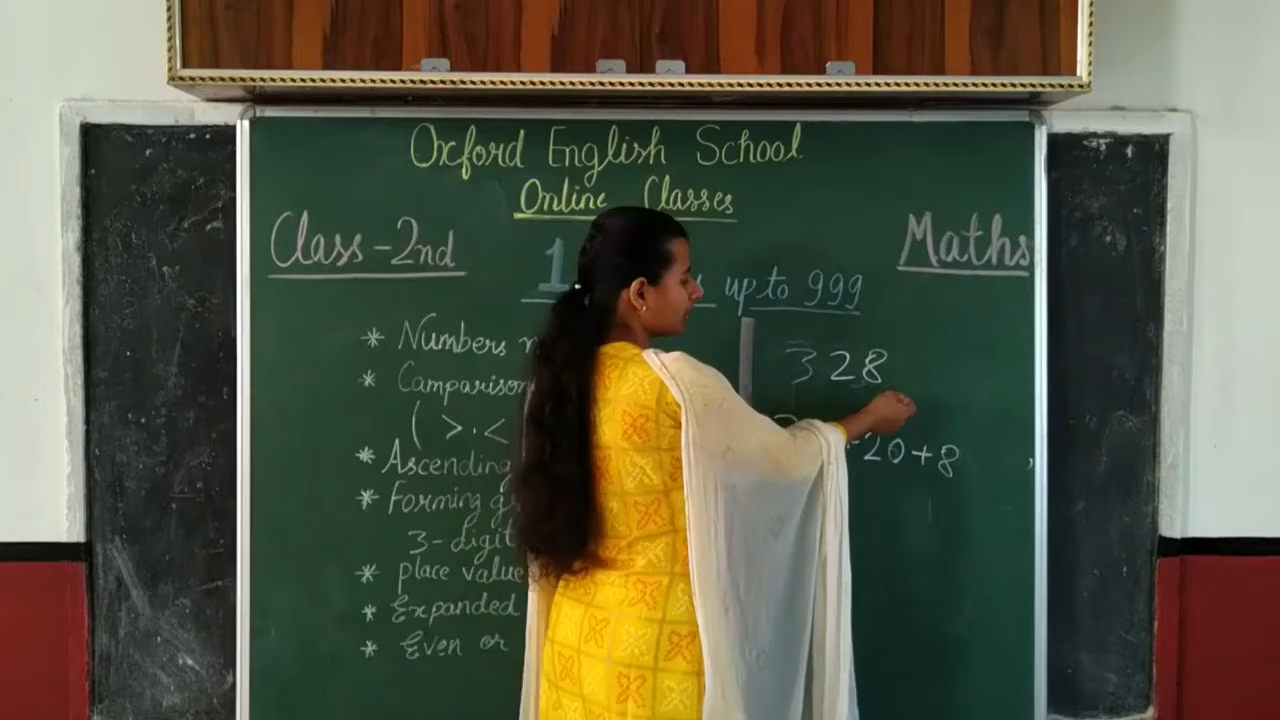 Oxford English School
Online Classes
Class-2nd
Maths
1
up to 999
* Numbers
* Camparison
( > . <
* Ascending
* Forming
3-digit
* place value
* Expanded
* Even or
328
20+8